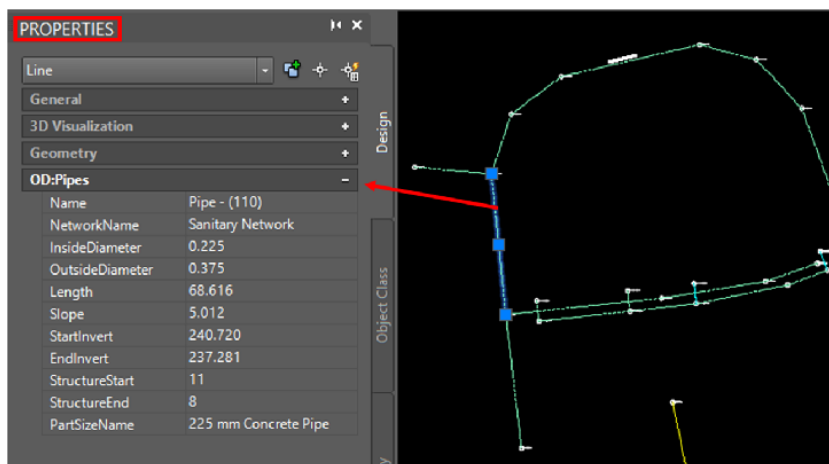 PROPERTIES
Line
General
3D Visualization
Geometry
OD:Pipes
Name Pipe - (110)
NetworkName Sanitary Network
InsideDiameter 0.225
OutsideDiameter 0.375
Length 68.616
Slope 5.012
StartInvert 240.720
EndInvert 237.281
StructureStart 11
StructureEnd 8
PartSizeName 225 mm Concrete Pipe
Design
Object Class